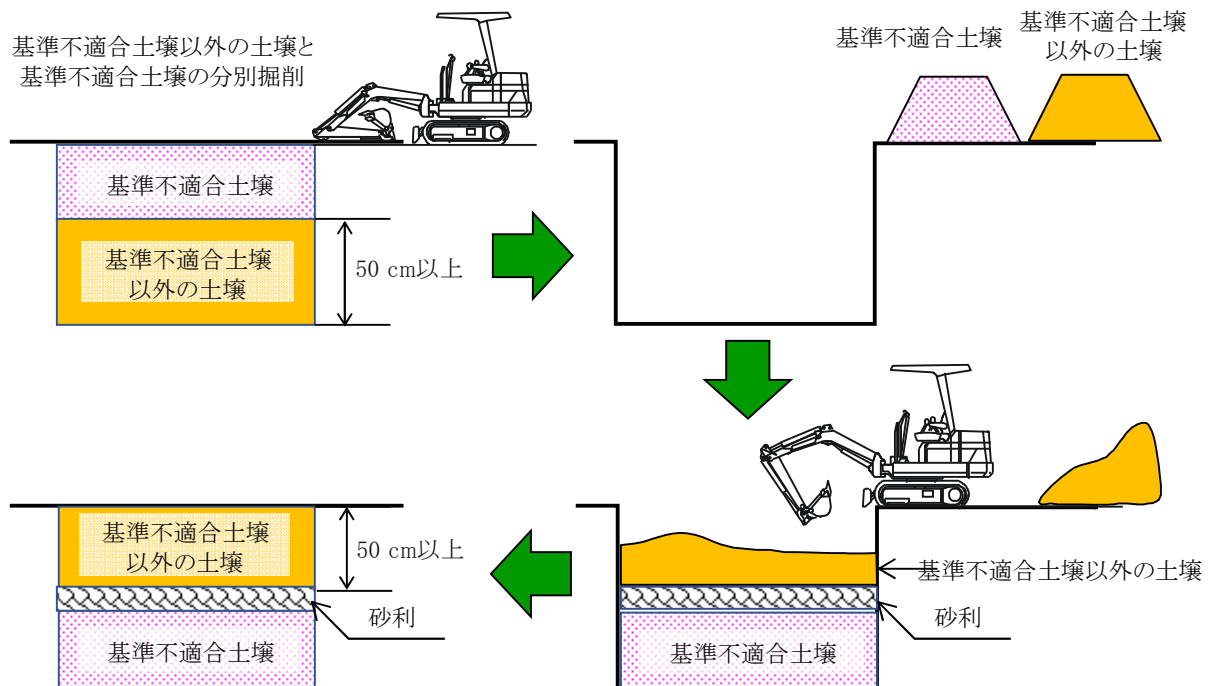 基準不適合土壌以外の土壌と
基準不適合土壌の分別掘削
基準不適合土壌
基準不適合土壌
以外の土壌
50 cm以上
基準不適合土壌
基準不適合土壌
以外の土壌
基準不適合土壌以外の土壌
砂利
基準不適合土壌
基準不適合土壌
以外の土壌
50 cm以上
砂利
基準不適合土壌